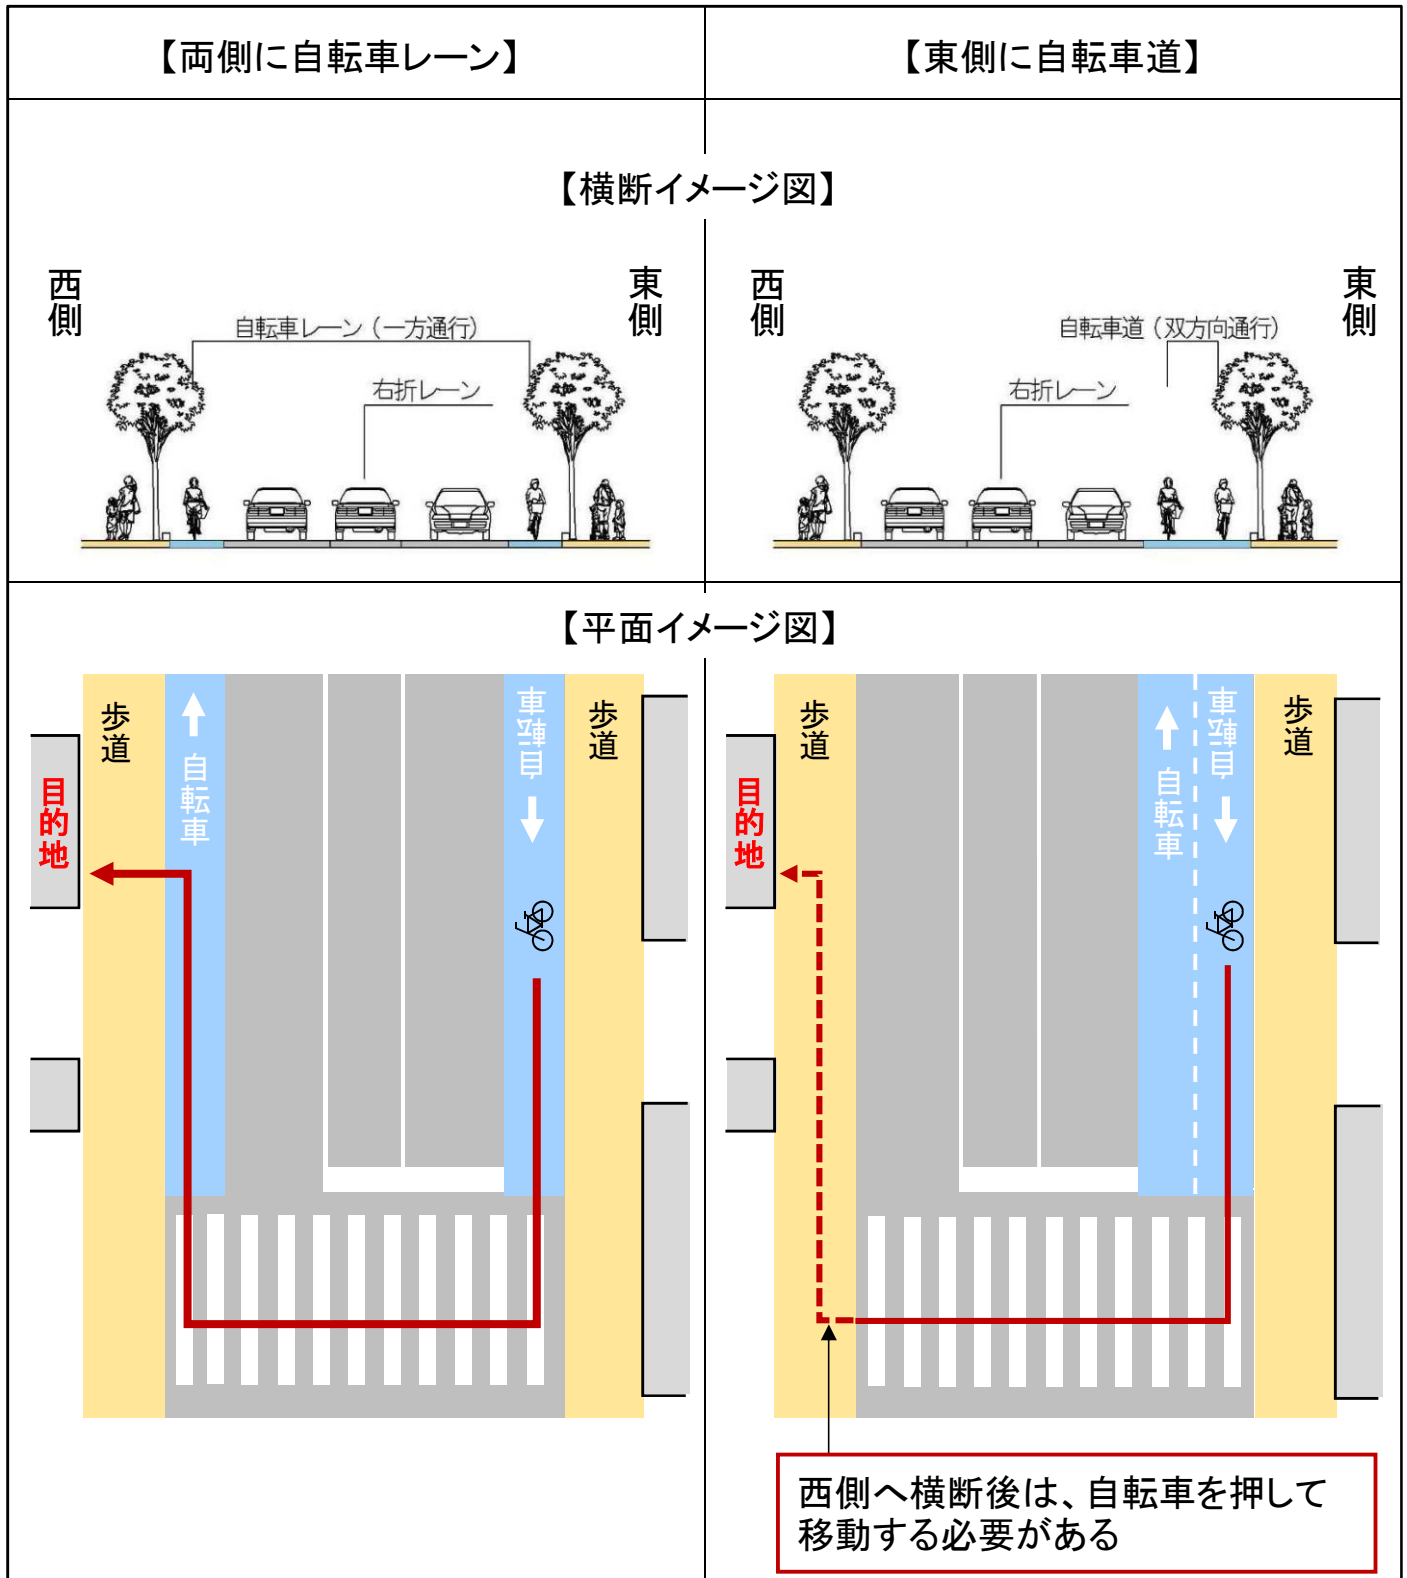 【両側に自転車レーン】
【東側に自転車道】
【横断イメージ図】
西側
東側
自転車レーン（一方通行）
右折レーン
西側
東側
自転車道（双方向通行）
右折レーン
【平面イメージ図】
歩道
自転車
自転車
歩道
目的地
歩道
自転車
自転車
歩道
目的地
西側へ横断後は、自転車を押して
移動する必要がある